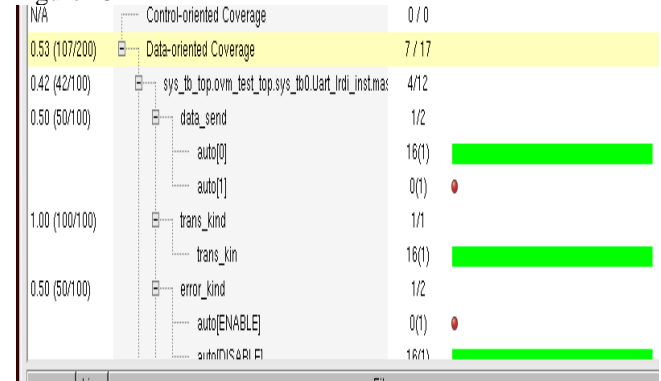 N/A Control-oriented Coverage 0 / 0
0.53 (107/200) Data-oriented Coverage 7 / 17
0.42 (42/100) sys_tb_top.ovm_test_top.sys_tb0.Uart_Irdi_inst.mas 4/12
0.50 (50/100) data_send 1/2
auto[0] 16(1)
auto[1] 0(1)
1.00 (100/100) trans_kind 1/1
trans_kin 16(1)
0.50 (50/100) error_kind 1/2
auto[ENABLE] 0(1)
auto[DISABLE] 16(1)